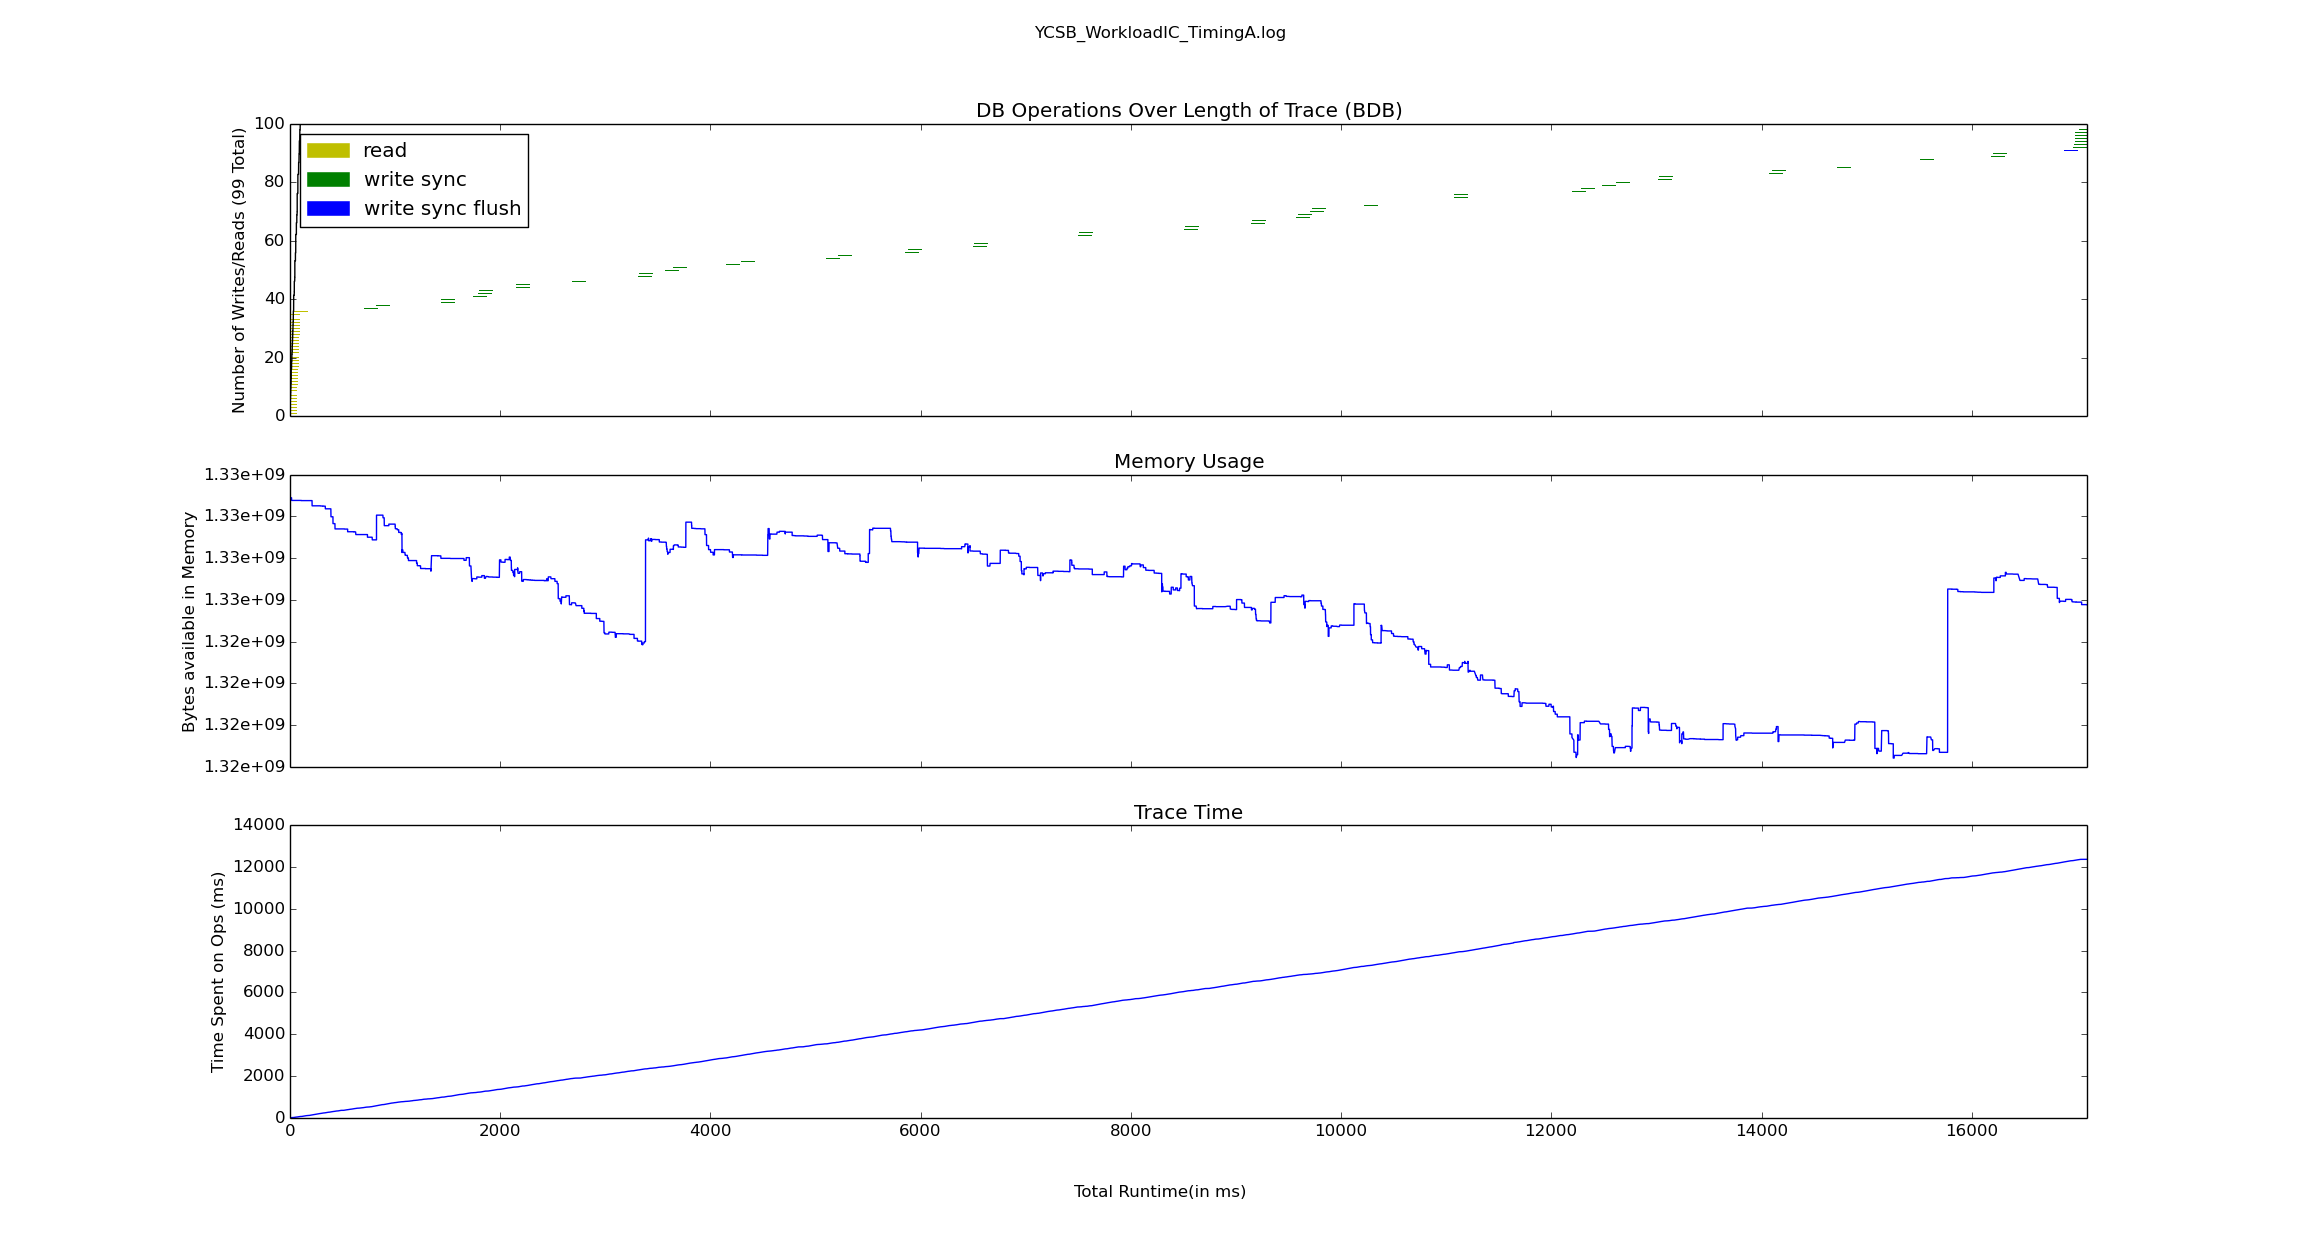 YCSB_WorkloadIC_TimingA.log
DB Operations Over Length of Trace (BDB)
Number of Writes/Reads (99 Total)
100
80
60
40
20
0
read
write sync
write sync flush
Memory Usage
Bytes available in Memory
1.33e+09
1.33e+09
1.33e+09
1.33e+09
1.32e+09
1.32e+09
1.32e+09
1.32e+09
Trace Time
Time Spent on Ops (ms)
14000
12000
10000
8000
6000
4000
2000
0
0 2000 4000 6000 8000 10000 12000 14000 16000
Total Runtime(in ms)